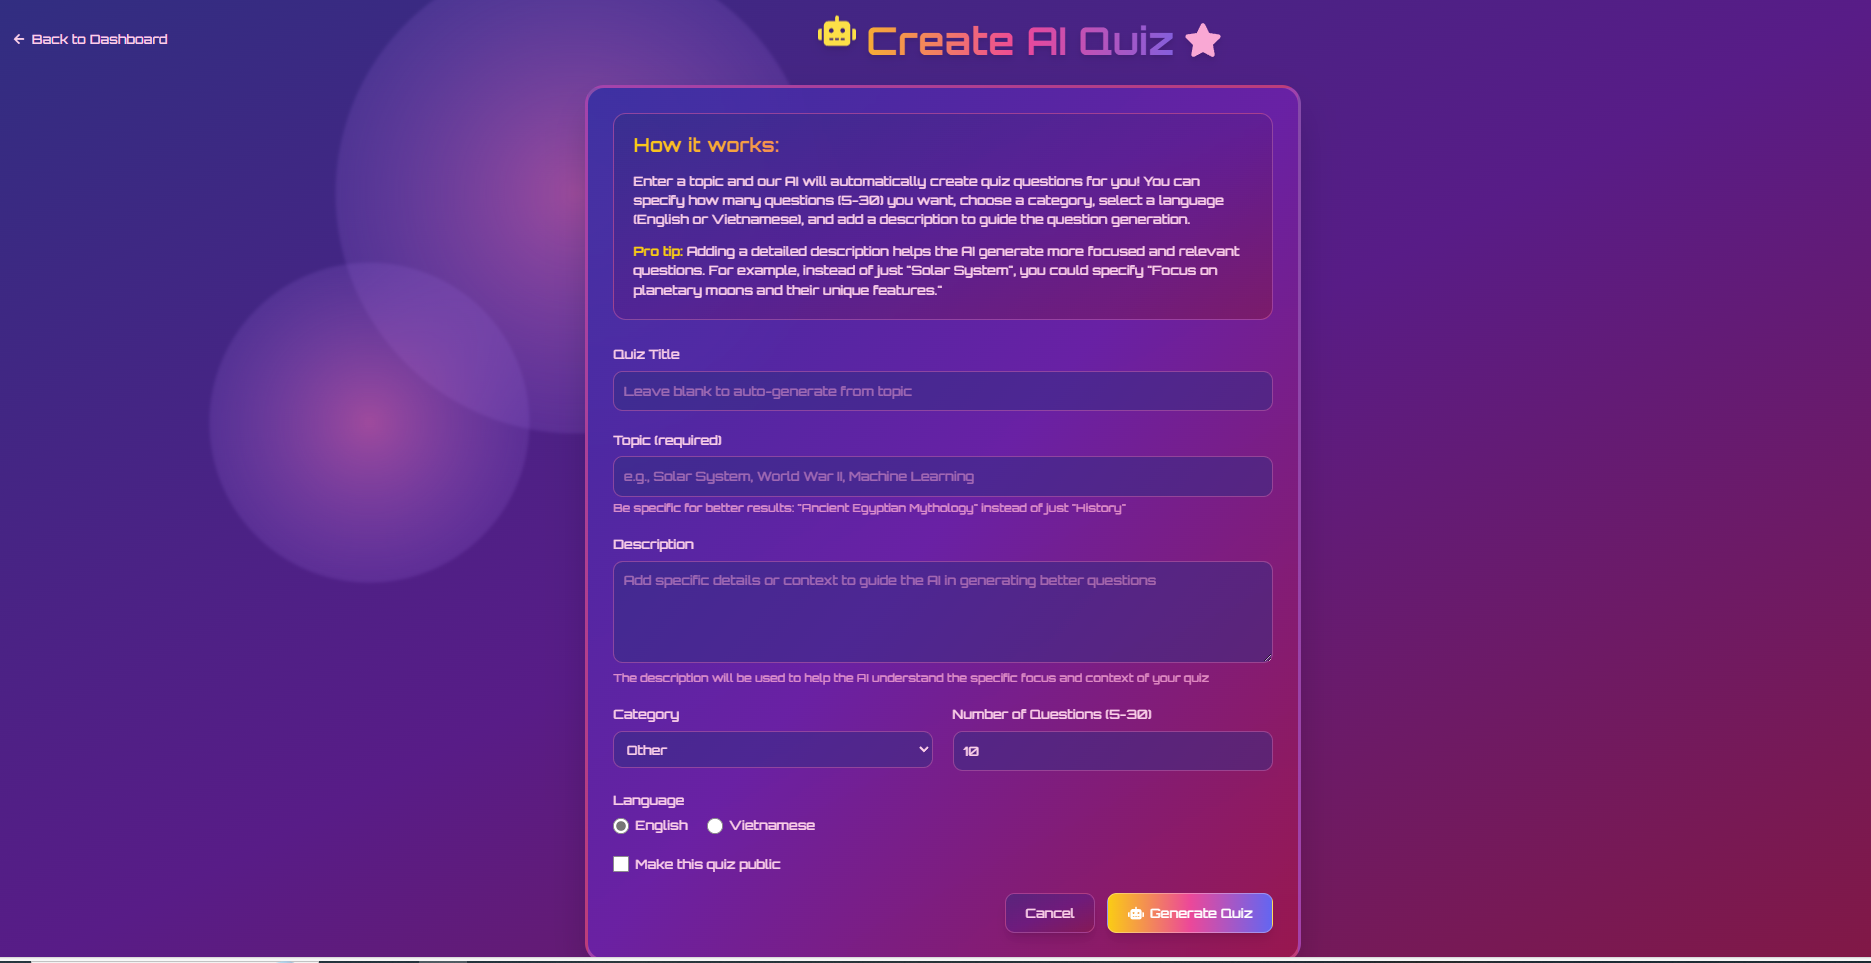 ← Back to Dashboard
Create AI Quiz
How it works:
Enter a topic and our AI will automatically create quiz questions for you! You can
specify how many questions (5-30) you want, choose a category, select a language
(English or Vietnamese), and add a description to guide the question generation.
Pro tip: Adding a detailed description helps the AI generate more focused and relevant
questions. For example, instead of just "Solar System", you could specify "Focus on
planetary moons and their unique features."
Quiz Title
Leave blank to auto-generate from topic
Topic (required)
e.g., Solar System, World War II, Machine Learning
Be specific for better results: "Ancient Egyptian Mythology" instead of just "History"
Description
Add specific details or context to guide the AI in generating better questions
The description will be used to help the AI understand the specific focus and context of your quiz
Category
Number of Questions (5-30)
Other
10
Language
English
Vietnamese
Make this quiz public
Cancel
Generate Quiz